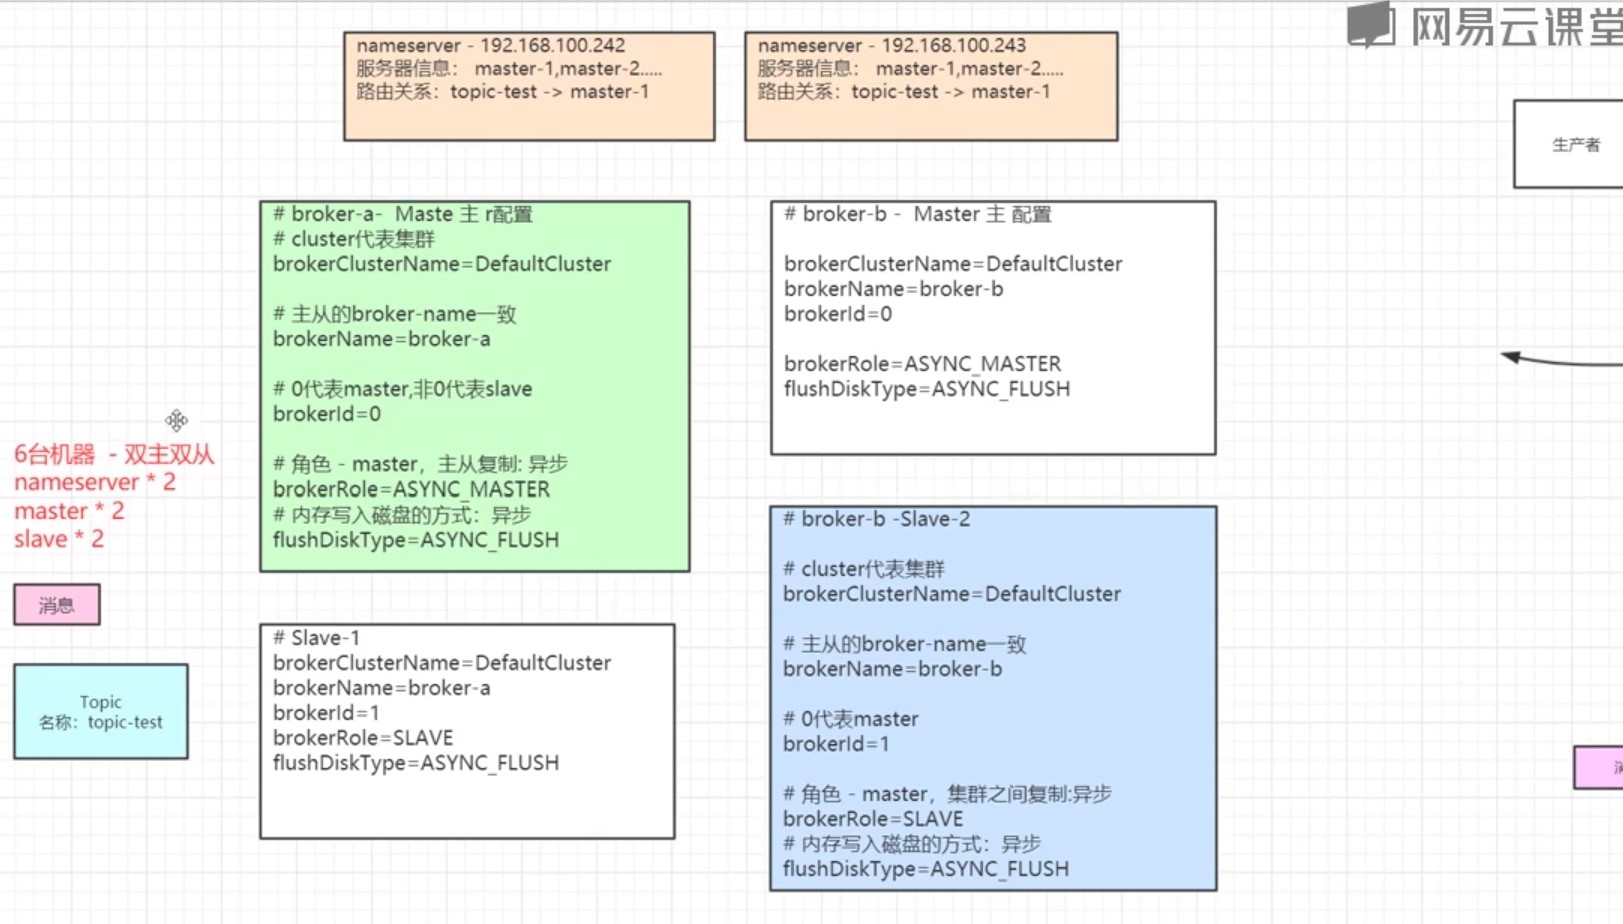 网易云课堂
nameserver - 192.168.100.242
服务器信息： master-1,master-2.....
路由关系：topic-test -> master-1
nameserver - 192.168.100.243
服务器信息： master-1,master-2.....
路由关系：topic-test -> master-1
生产者
# broker-a- Maste 主 r配置
# cluster代表集群
brokerClusterName=DefaultCluster
# 主从的broker-name一致
brokerName=broker-a
# 0代表master,非0代表slave
brokerId=0
# 角色 - master，主从复制: 异步
brokerRole=ASYNC_MASTER
# 内存写入磁盘的方式：异步
flushDiskType=ASYNC_FLUSH
# broker-b - Master 主 配置
brokerClusterName=DefaultCluster
brokerName=broker-b
brokerId=0
brokerRole=ASYNC_MASTER
flushDiskType=ASYNC_FLUSH
6台机器 - 双主双从
nameserver * 2
master * 2
slave * 2
消息
Topic
名称：topic-test
# Slave-1
brokerClusterName=DefaultCluster
brokerName=broker-a
brokerId=1
brokerRole=SLAVE
flushDiskType=ASYNC_FLUSH
# broker-b -Slave-2
# cluster代表集群
brokerClusterName=DefaultCluster
# 主从的broker-name一致
brokerName=broker-b
# 0代表master
brokerId=1
# 角色 - master，集群之间复制:异步
brokerRole=SLAVE
# 内存写入磁盘的方式：异步
flushDiskType=ASYNC_FLUSH